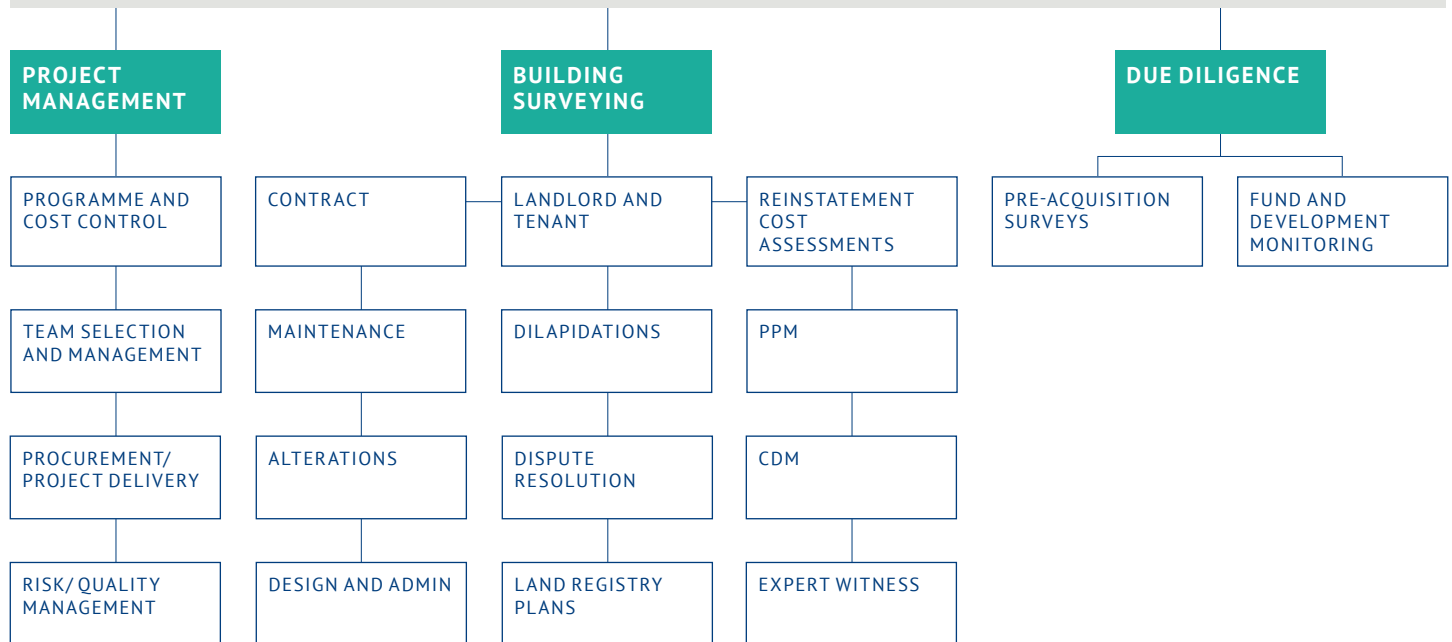 PROJECT
MANAGEMENT
BUILDING
SURVEYING
DUE DILIGENCE
PROGRAMME AND
COST CONTROL
CONTRACT
LANDLORD AND
TENANT
REINSTATEMENT
COST
ASSESSMENTS
PRE-ACQUISITION
SURVEYS
FUND AND
DEVELOPMENT
MONITORING
TEAM SELECTION
AND MANAGEMENT
MAINTENANCE
DILAPIDATIONS
PPM
PROCUREMENT/
PROJECT DELIVERY
ALTERATIONS
DISPUTE
RESOLUTION
CDM
RISK/ QUALITY
MANAGEMENT
DESIGN AND ADMIN
LAND REGISTRY
PLANS
EXPERT WITNESS